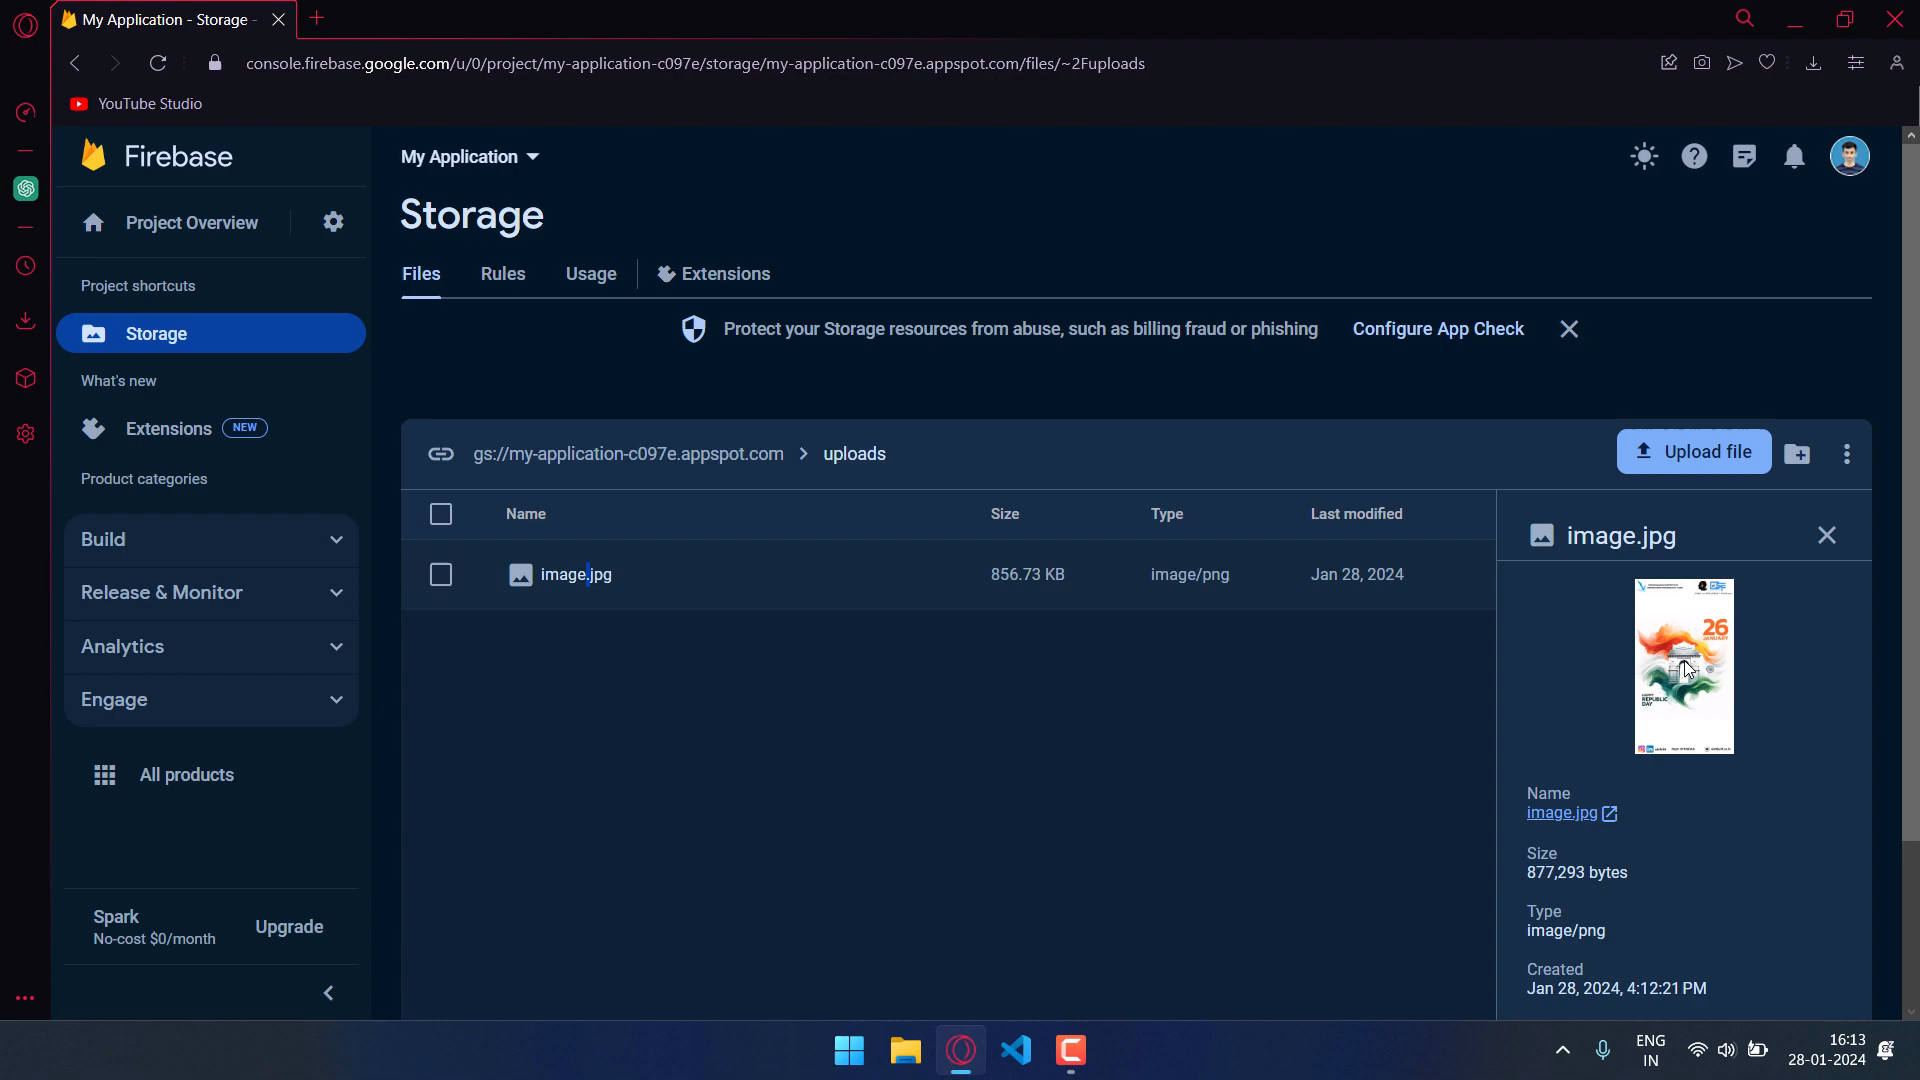 My Application - Storage -
console.firebase.google.com/u/0/project/my-application-c097e/storage/my-application-c097e.appspot.com/files/~2Fuploads
YouTube Studio
Firebase
My Application
Project Overview
Storage
Files Rules Usage Extensions
Project shortcuts
Protect your Storage resources from abuse, such as billing fraud or phishing Configure App Check
Storage
What's new
Extensions NEW
gs://my-application-c097e.appspot.com uploads
Upload file
Product categories
Name Size Type Last modified
image.jpg
Build
image.jpg 856.73 KB image/png Jan 28, 2024
Release & Monitor
26
JANUARY
Analytics
REPUBLIC
DAY
Engage
All products
Name
image.jpg
Size
877,293 bytes
Type
image/png
Spark
No-cost $0/month
Upgrade
Created
Jan 28, 2024, 4:12:21 PM
ENG
IN
16:13
28-01-2024